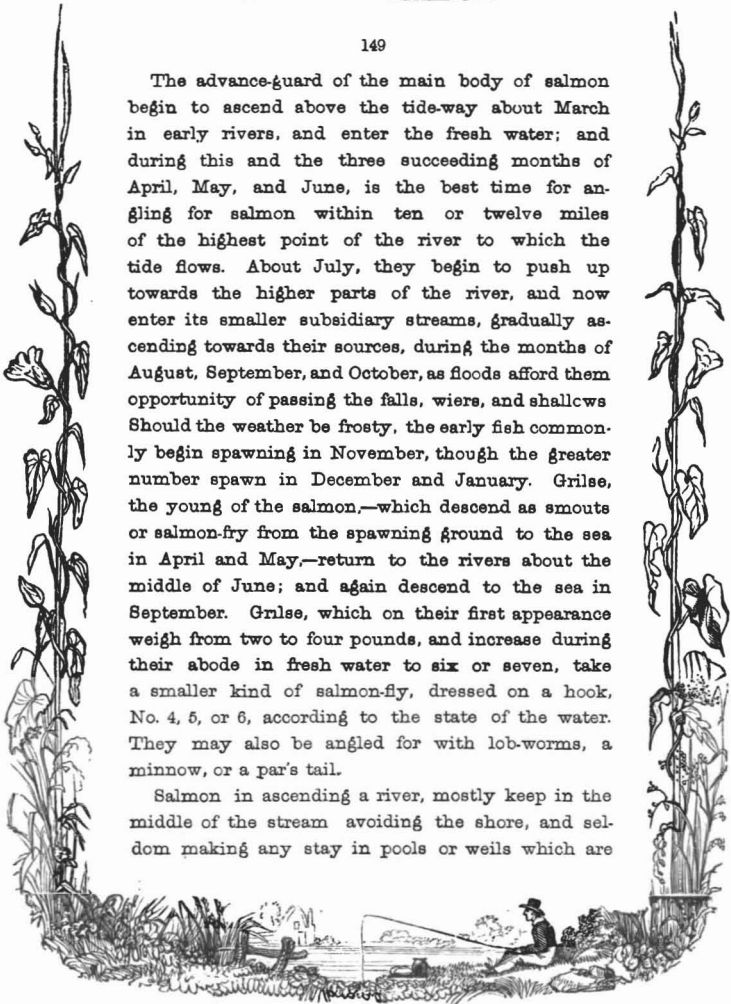 149
The advance-guard of the main body of salmon
begin to ascend above the tide-way about March
in early rivers, and enter the fresh water; and
during this and the three succeeding months of
April, May, and June, is the best time for an-
gling for salmon within ten or twelve miles
of the highest point of the river to which the
tide flows. About July, they begin to push up
towards the higher parts of the river, and now
enter its smaller subsidiary streams, gradually as-
cending towards their sources, during the months of
August, September, and October, as floods afford them
opportunity of passing the falls, wiers, and shallows
Should the weather be frosty, the early fish common-
ly begin spawning in November, though the greater
number spawn in December and January. Grilse,
the young of the salmon,—which descend as smouts
or salmon-fry from the spawning ground to the sea
in April and May,—return to the rivers about the
middle of June; and again descend to the sea in
September. Grilse, which on their first appearance
weigh from two to four pounds, and increase during
their abode in fresh water to six or seven, take
a smaller kind of salmon-fly, dressed on a hook,
No. 4, 5, or 6, according to the state of the water.
They may also be angled for with lob-worms, a
minnow, or a par's tail.
Salmon in ascending a river, mostly keep in the
middle of the stream avoiding the shore, and sel-
dom making any stay in pools or weils which are